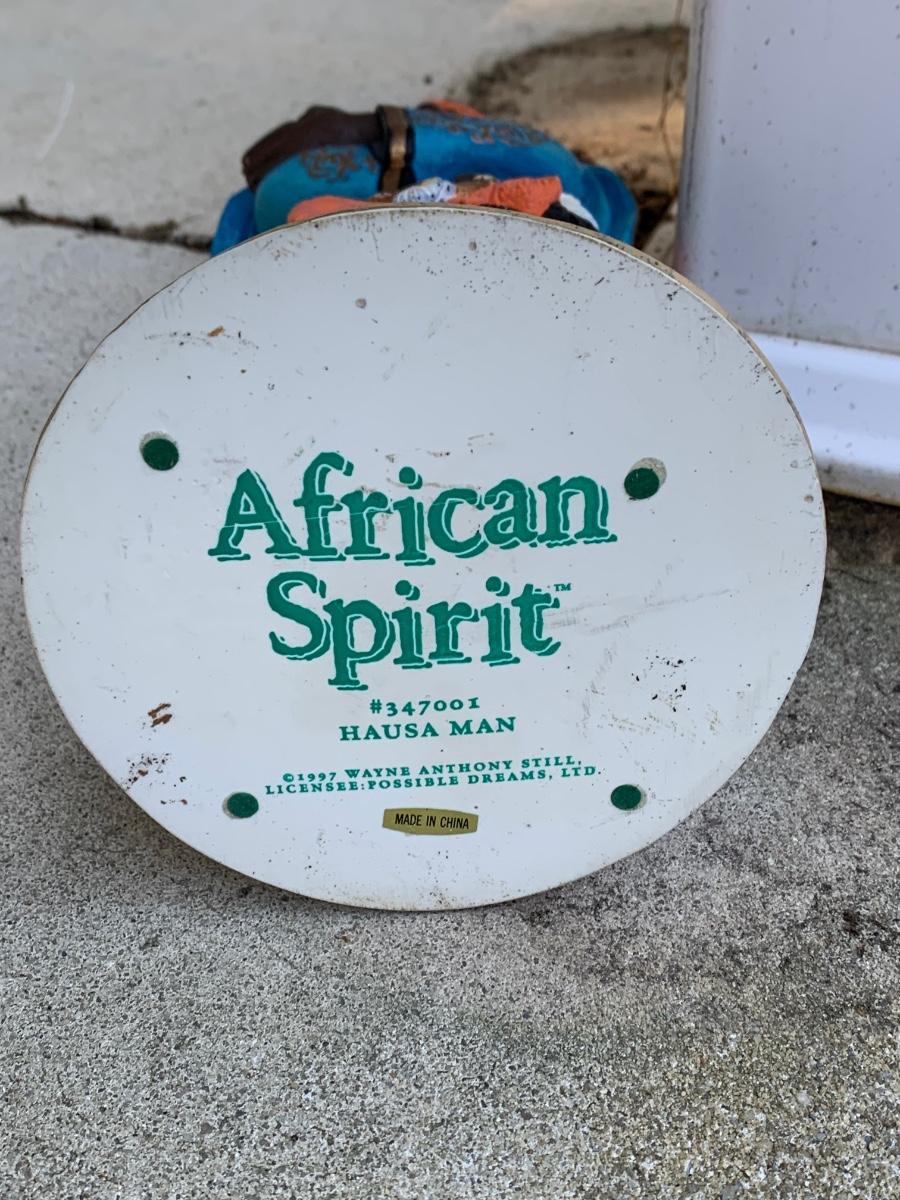 African
Spirit™
#347001
HAUSA MAN
©1997 WAYNE ANTHONY STILL,
LICENSEE:POSSIBLE DREAMS, LTD.
MADE IN CHINA